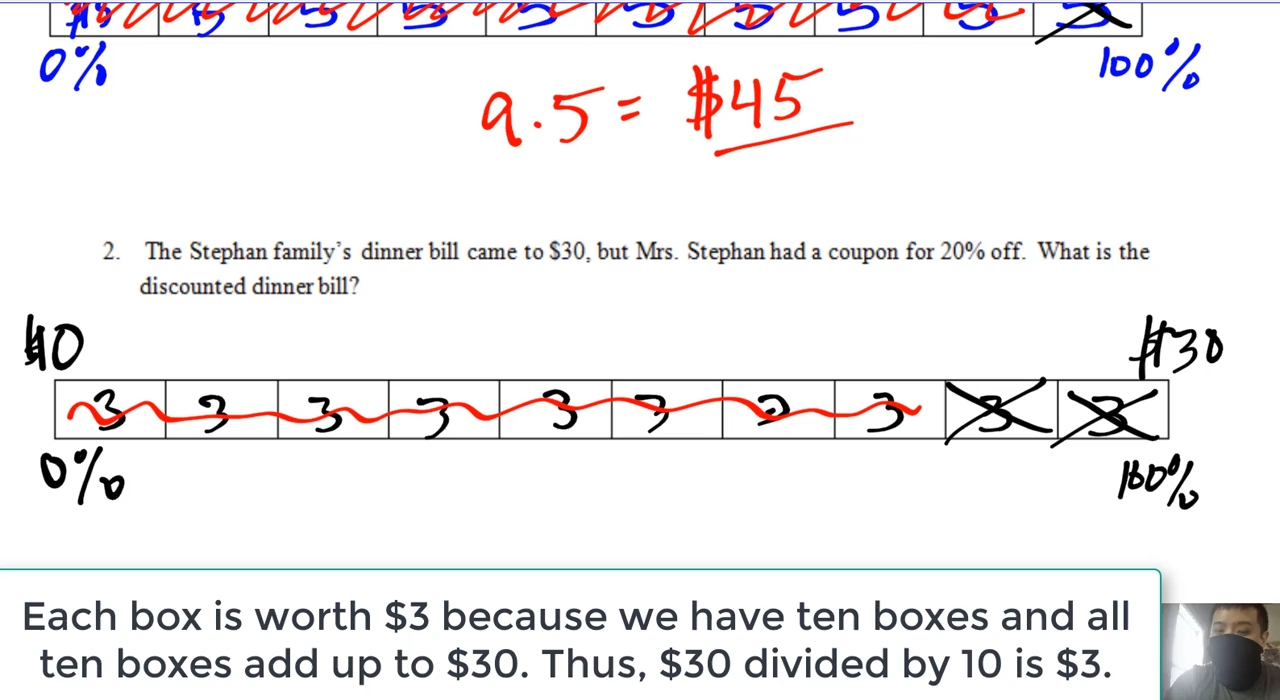 0% 100%
9.5 = $45
2. The Stephan family's dinner bill came to $30, but Mrs. Stephan had a coupon for 20% off. What is the
discounted dinner bill?
$0 $30
3 3 3 3 3 3 3 3 3 3
0% 100%
Each box is worth $3 because we have ten boxes and all
ten boxes add up to $30. Thus, $30 divided by 10 is $3.